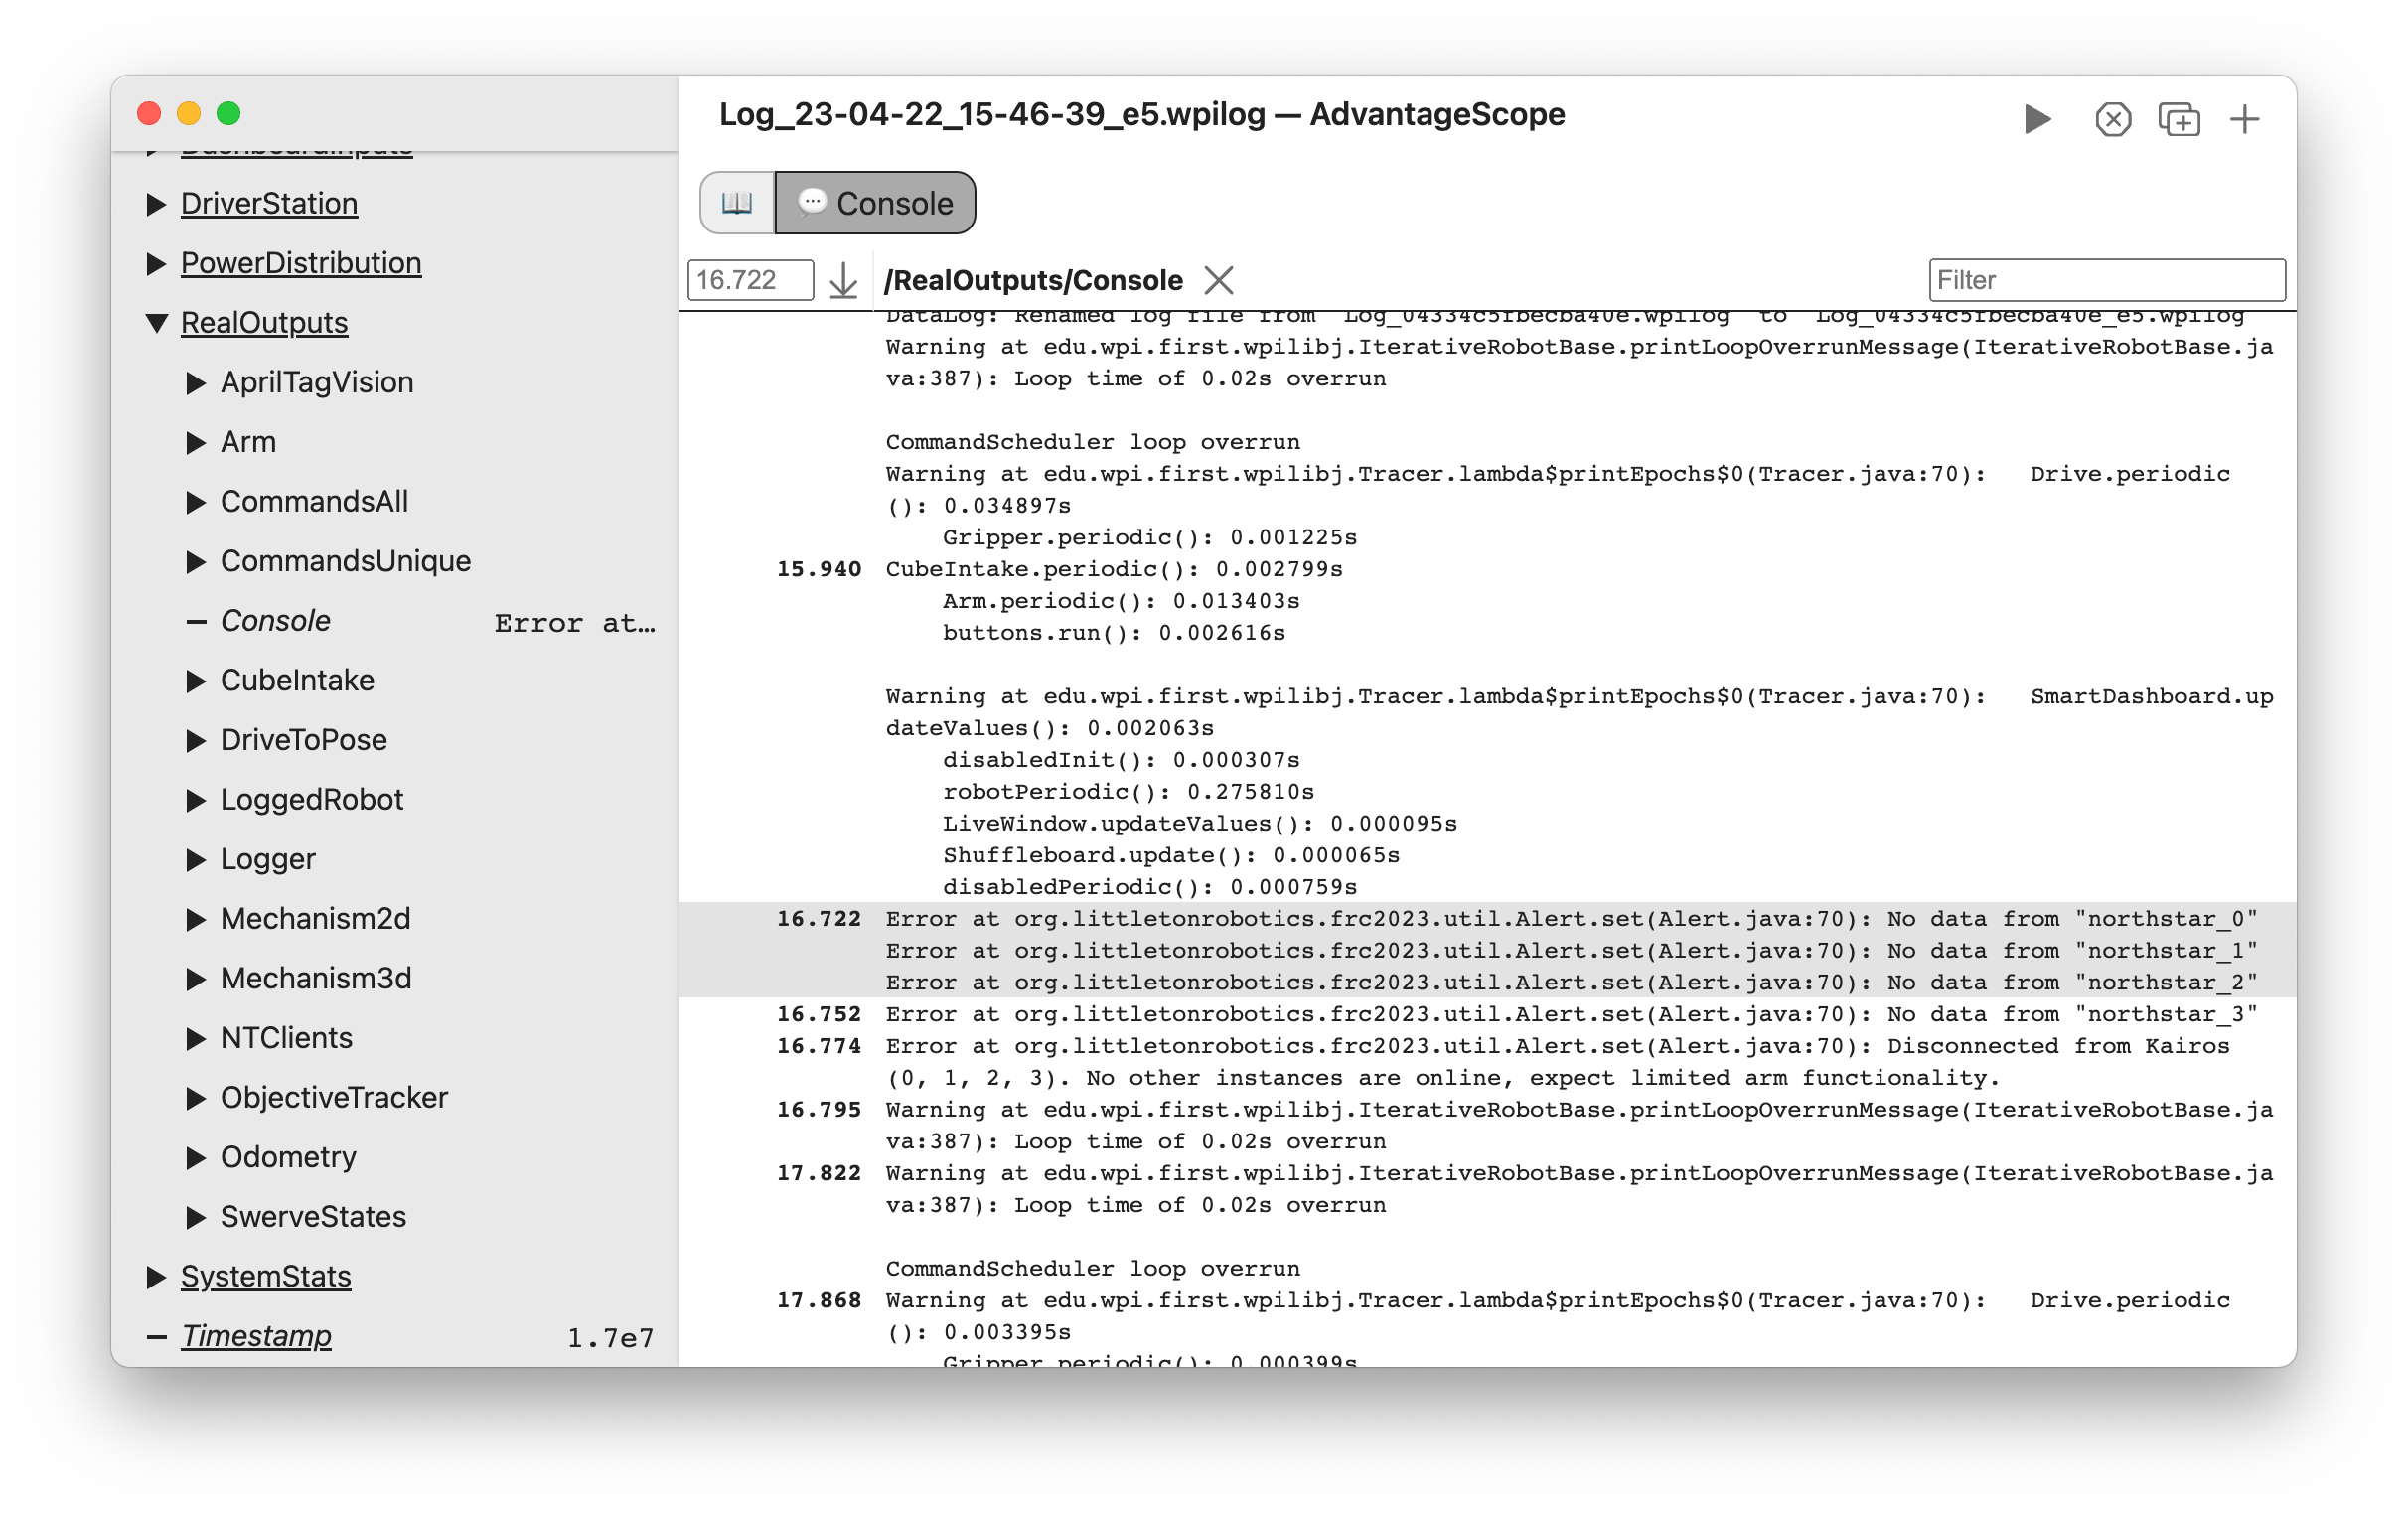 Log_23-04-22_15-46-39_e5.wpilog — AdvantageScope
DashboardInputs
DriverStation
PowerDistribution
RealOutputs
AprilTagVision
Arm
CommandsAll
CommandsUnique
Console Error at…
CubeIntake
DriveToPose
LoggedRobot
Logger
Mechanism2d
Mechanism3d
NTClients
ObjectiveTracker
Odometry
SwerveStates
SystemStats
Timestamp 1.7e7
Console
16.722 /RealOutputs/Console Filter
DataLog: Renamed log file from 'Log_04334c5fbecba40e.wpilog' to 'Log_04334c5fbecba40e_e5.wpilog'
Warning at edu.wpi.first.wpilibj.IterativeRobotBase.printLoopOverrunMessage(IterativeRobotBase.ja
va:387): Loop time of 0.02s overrun
CommandScheduler loop overrun
Warning at edu.wpi.first.wpilibj.Tracer.lambda$printEpochs$0(Tracer.java:70): Drive.periodic
(): 0.034897s
Gripper.periodic(): 0.001225s
15.940 CubeIntake.periodic(): 0.002799s
Arm.periodic(): 0.013403s
buttons.run(): 0.002616s
Warning at edu.wpi.first.wpilibj.Tracer.lambda$printEpochs$0(Tracer.java:70): SmartDashboard.up
dateValues(): 0.002063s
disabledInit(): 0.000307s
robotPeriodic(): 0.275810s
LiveWindow.updateValues(): 0.000095s
Shuffleboard.update(): 0.000065s
disabledPeriodic(): 0.000759s
16.722 Error at org.littletonrobotics.frc2023.util.Alert.set(Alert.java:70): No data from "northstar_0"
Error at org.littletonrobotics.frc2023.util.Alert.set(Alert.java:70): No data from "northstar_1"
Error at org.littletonrobotics.frc2023.util.Alert.set(Alert.java:70): No data from "northstar_2"
16.752 Error at org.littletonrobotics.frc2023.util.Alert.set(Alert.java:70): No data from "northstar_3"
16.774 Error at org.littletonrobotics.frc2023.util.Alert.set(Alert.java:70): Disconnected from Kairos
(0, 1, 2, 3). No other instances are online, expect limited arm functionality.
16.795 Warning at edu.wpi.first.wpilibj.IterativeRobotBase.printLoopOverrunMessage(IterativeRobotBase.ja
va:387): Loop time of 0.02s overrun
17.822 Warning at edu.wpi.first.wpilibj.IterativeRobotBase.printLoopOverrunMessage(IterativeRobotBase.ja
va:387): Loop time of 0.02s overrun
CommandScheduler loop overrun
17.868 Warning at edu.wpi.first.wpilibj.Tracer.lambda$printEpochs$0(Tracer.java:70): Drive.periodic
(): 0.003395s
Gripper.periodic(): 0.000399s